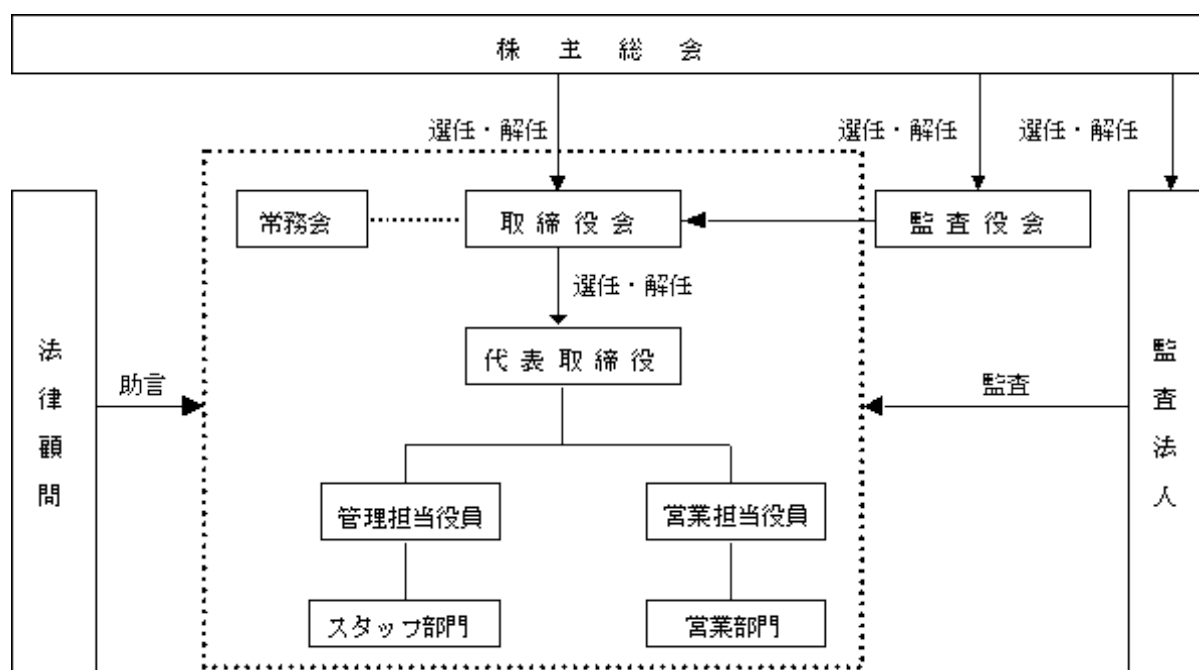 株主総会
選任・解任
選任・解任
選任・解任
常務会
取締役会
監査役会
選任・解任
代表取締役
法律顧問
助言
監査
監査法人
管理担当役員
営業担当役員
スタッフ部門
営業部門